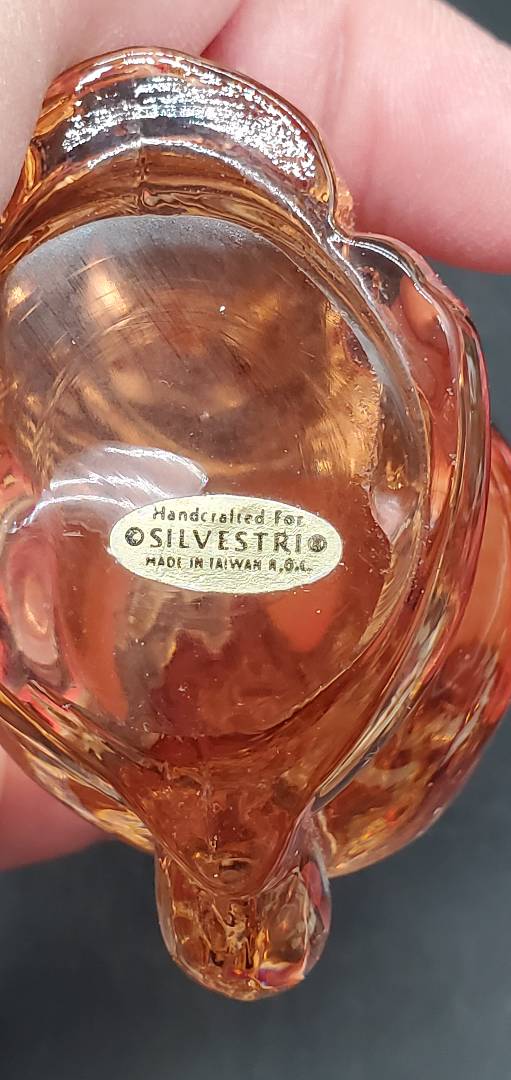 Handcrafted For
©SILVESTRI®
MADE IN TAIWAN R.O.C.